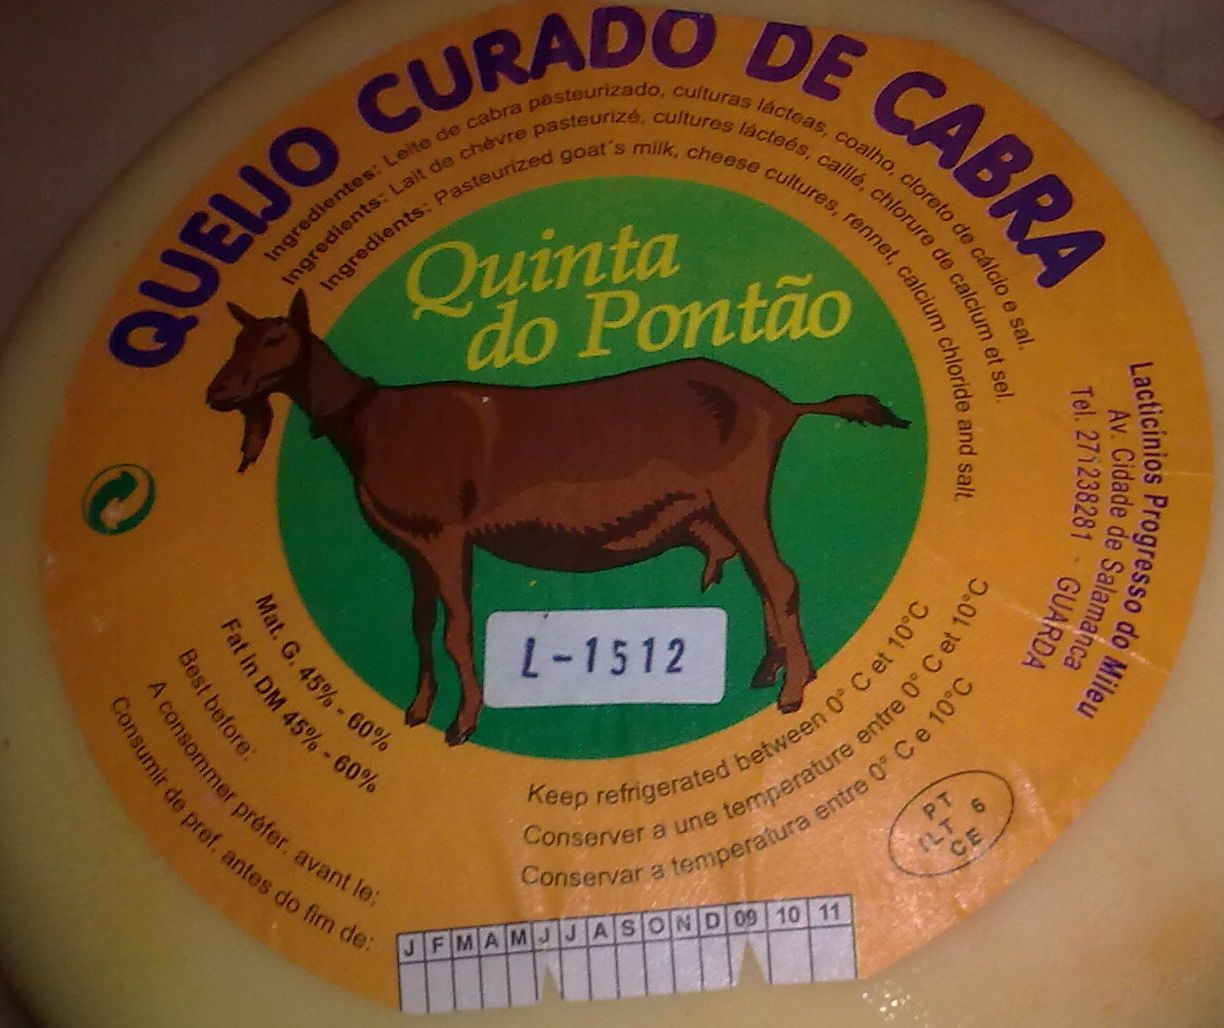 QUEIJO CURADO DE CABRA
Ingredientes: Leite de cabra pasteurizado, culturas lácteas, coalho, cloreto de cálcio e sal.
Ingredients: Lait de chévre pasteurizé, cultures lácteés, caillé, chlorure de calcium et sel.
Ingredients: Pasteurized goat´s milk, cheese cultures, rennet, calcium chloride and salt.
Quinta
do Pontão
Lacticínios Progresso do Mileu
Av. Cidade de Salamanca
Tel. 271238281 · GUARDA
L-1512
Mat. G. 45% - 60%
Fat In DM 45% - 60%
Best before:
A consommer préfer. avant le:
Consumir de pref. antes do fim de:
Keep refrigerated between 0° C et 10°C
Conserver a une temperature entre 0° C et 10°C
Conservar a temperatura entre 0° C e 10°C
PT
ILT 6
CE
J F M A M J J A S O N D 09 10 11